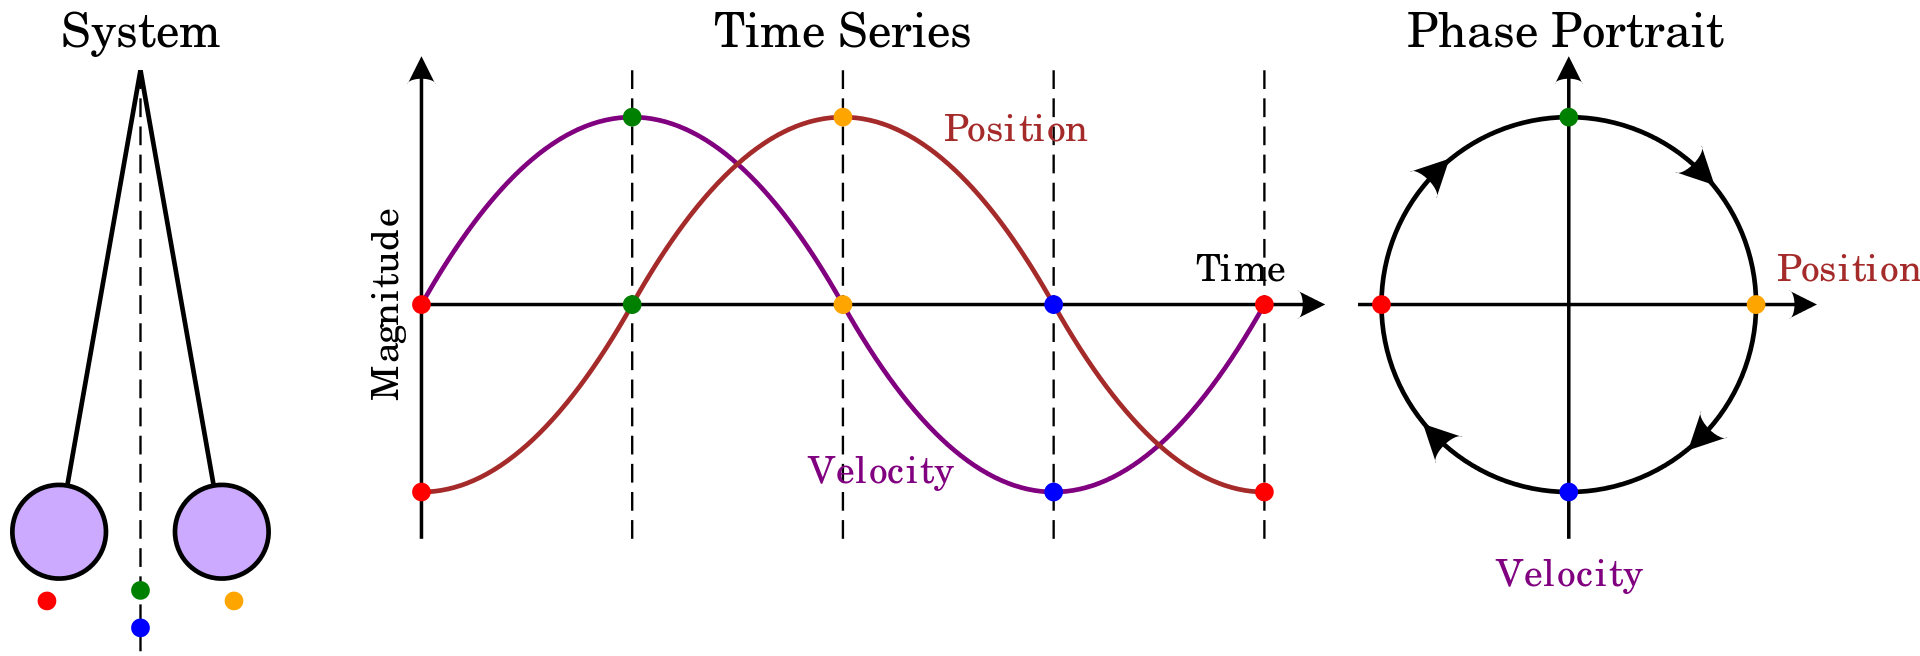 System
Time Series
Phase Portrait
Position
Magnitude
Time
Position
Velocity
Velocity